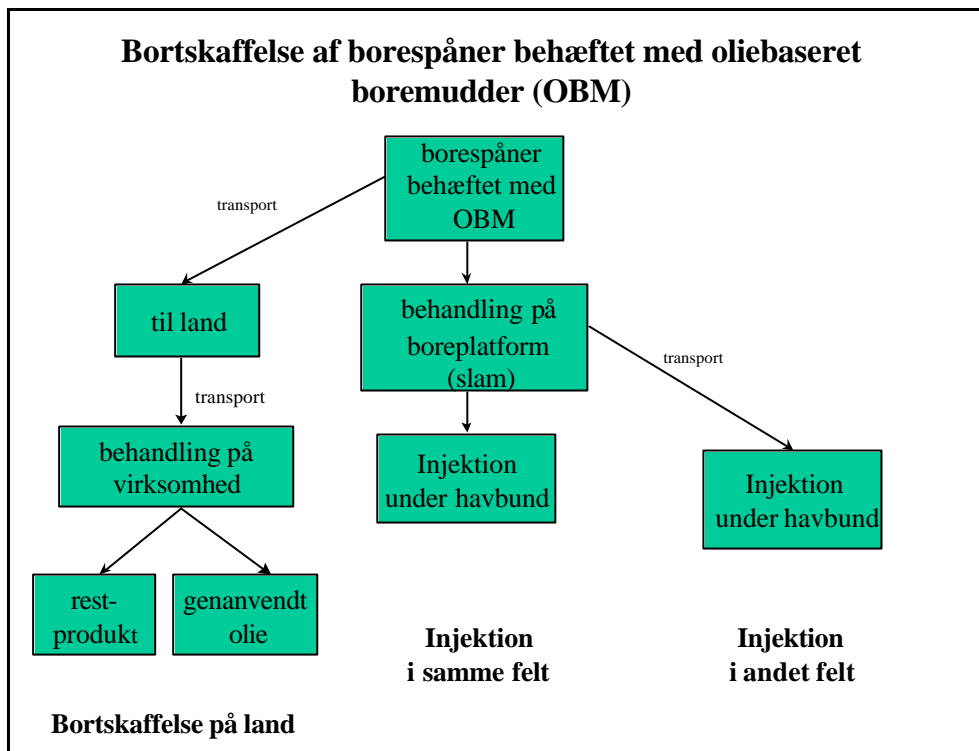 Bortskaffelse af borespåner behæftet med oliebaseret
boremudder (OBM)
borespåner
behæftet med
OBM
transport
til land
behandling på
boreplatform
(slam)
transport
transport
behandling på
virksomhed
Injektion
under havbund
Injektion
under havbund
rest-
produkt
genanvendt
olie
Injektion
i samme felt
Injektion
i andet felt
Bortskaffelse på land